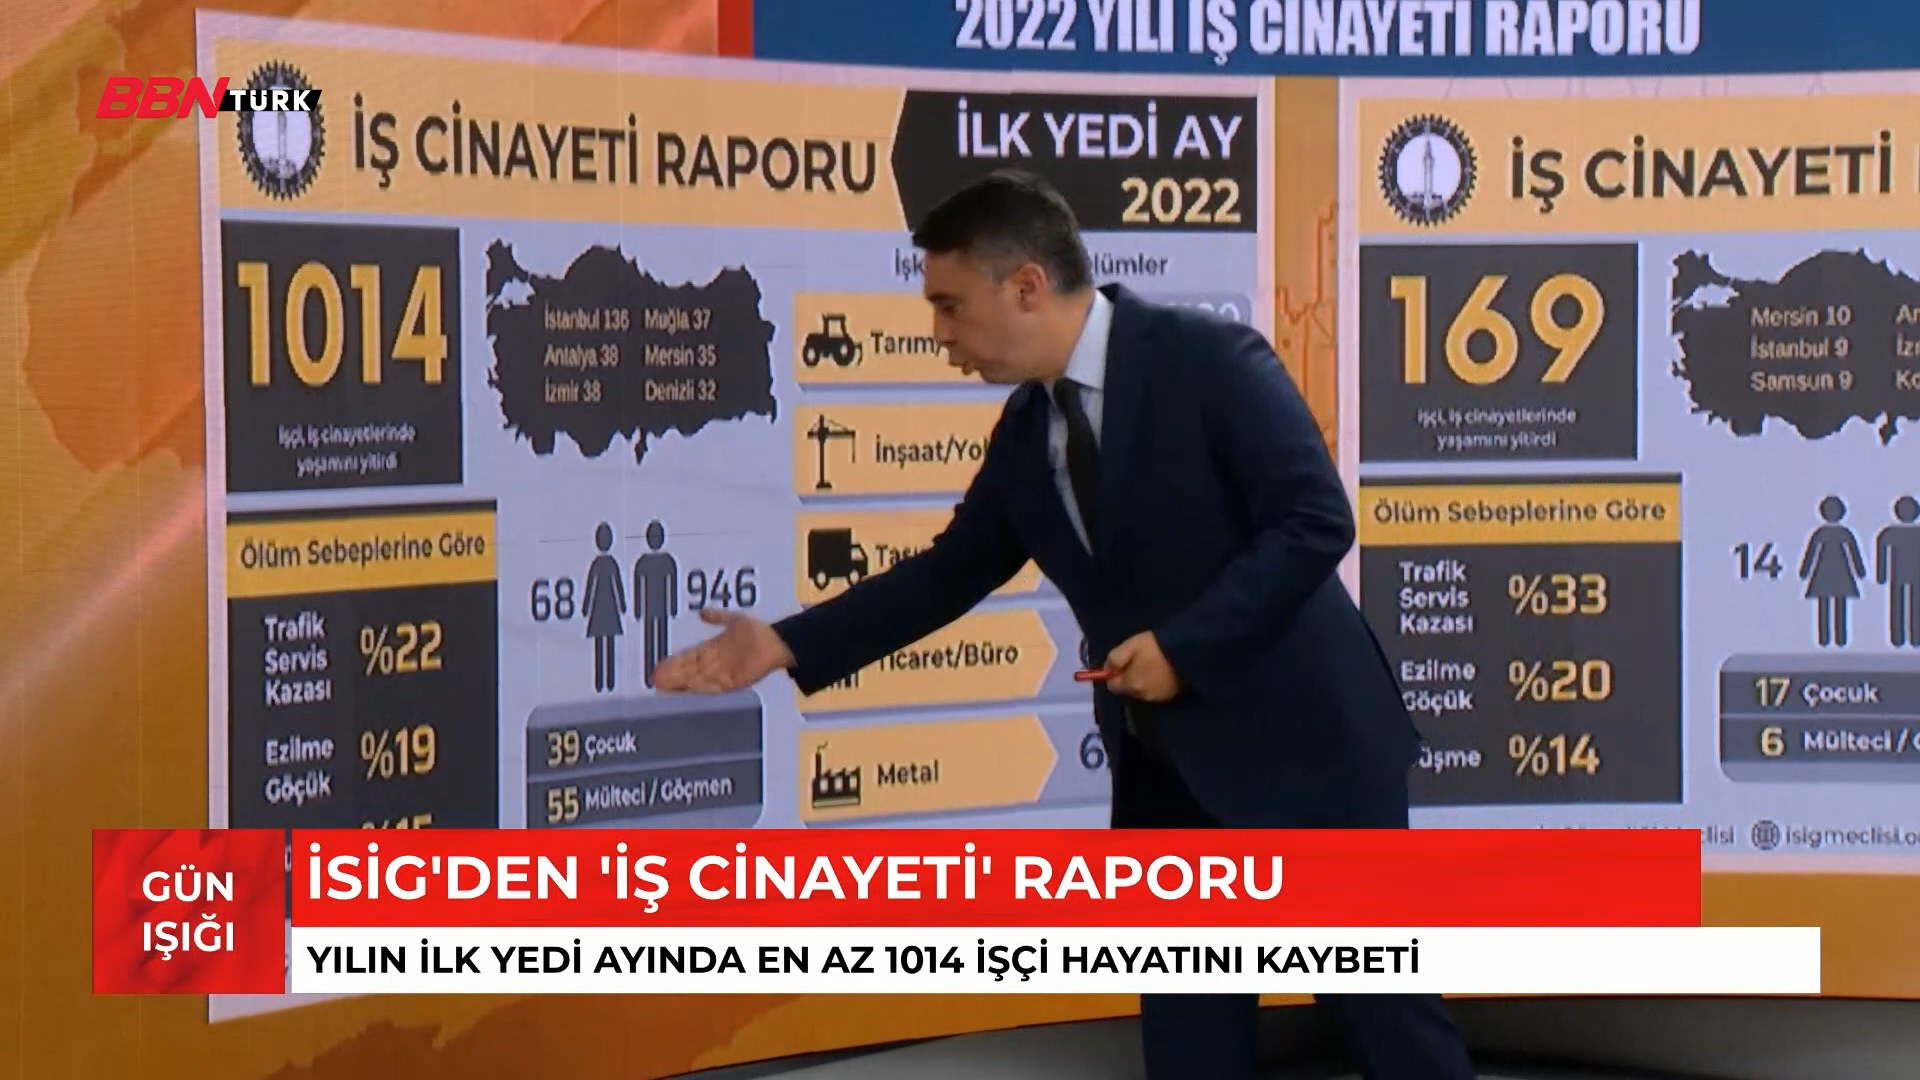 2022 YILI İŞ CİNAYETİ RAPORU
BBN TÜRK
İŞ CİNAYETİ RAPORU
İLK YEDİ AY
2022
1014
işçi, iş cinayetlerinde
yaşamını yitirdi
İstanbul 136 Muğla 37
Antalya 38 Mersin 35
İzmir 38 Denizli 32
Ölüm Sebeplerine Göre
Trafik
Servis
Kazası
%22
Ezilme
Göçük
%19
%15
68
946
39 Çocuk
55 Mülteci / Göçmen
Tarım/
İnşaat/Yol
Ticaret/Büro
Metal
İŞ CİNAYETİ
169
işçi, iş cinayetlerinde
yaşamını yitirdi
Mersin 10
İstanbul 9
Samsun 9
Ölüm Sebeplerine Göre
Trafik
Servis
Kazası
%33
Ezilme
Göçük
%20
%14
14
17 Çocuk
6 Mülteci /
GÜN
IŞIĞI
İSİG'DEN 'İŞ CİNAYETİ' RAPORU
YILIN İLK YEDİ AYINDA EN AZ 1014 İŞÇİ HAYATINI KAYBETİ